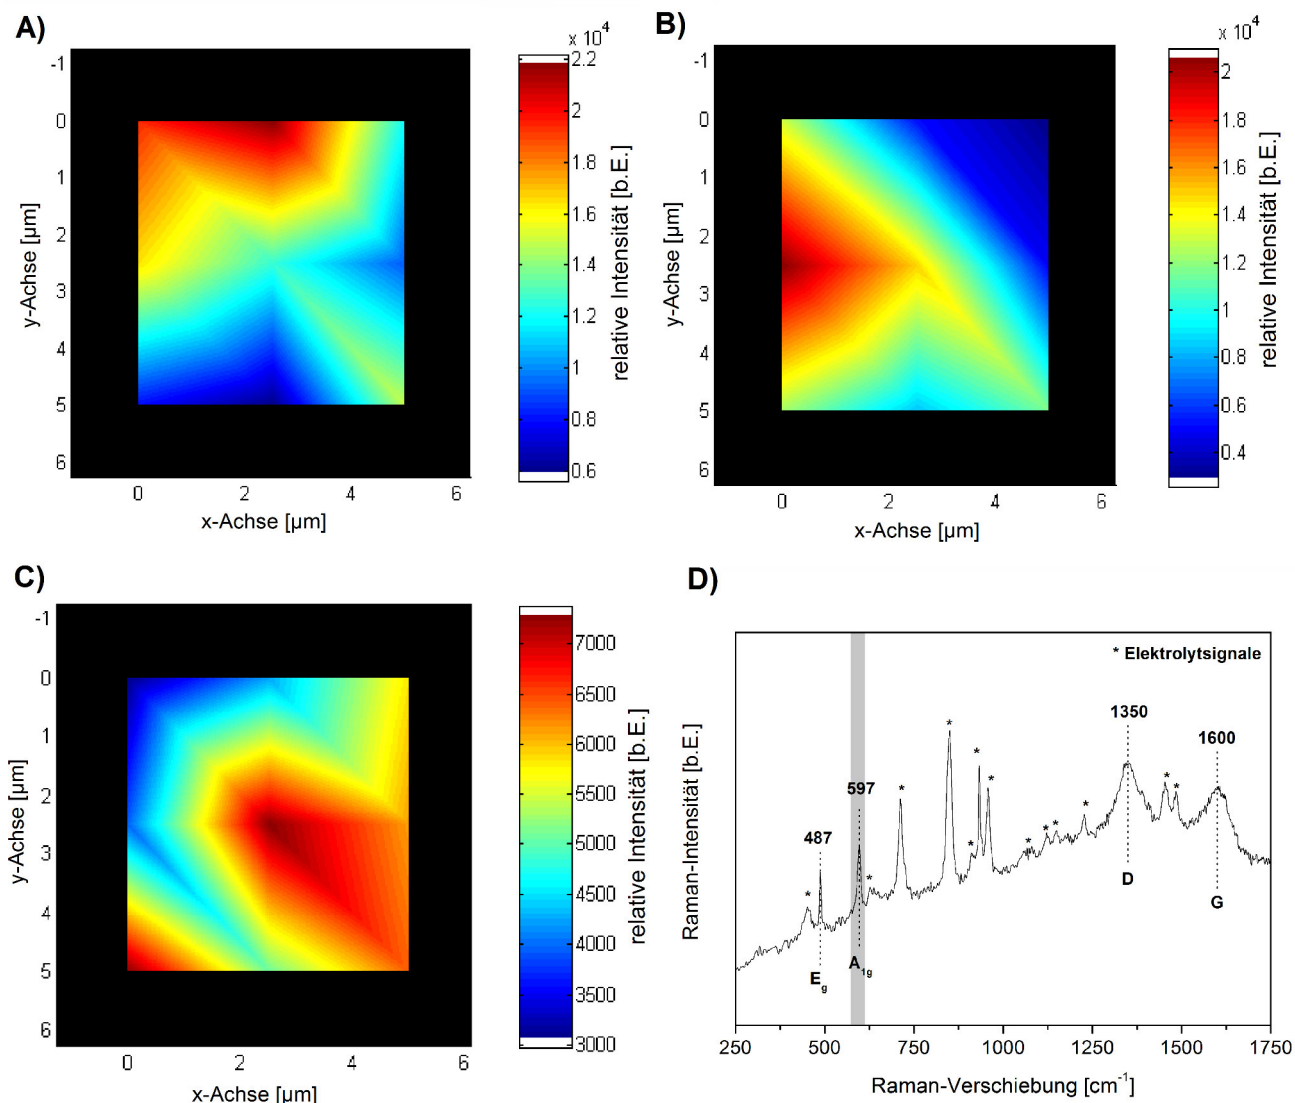 A)
x 10⁴
-1
0
1
2
3
4
5
6
y-Achse [µm]
0 2 4 6
x-Achse [µm]
2.2
2
1.8
1.6
1.4
1.2
1
0.8
0.6
relative Intensität [b.E.]
B)
x 10⁴
-1
0
1
2
3
4
5
6
y-Achse [µm]
0 2 4 6
x-Achse [µm]
2
1.8
1.6
1.4
1.2
1
0.8
0.6
0.4
relative Intensität [b.E.]
C)
-1
0
1
2
3
4
5
6
y-Achse [µm]
0 2 4 6
x-Achse [µm]
7000
6500
6000
5500
5000
4500
4000
3500
3000
relative Intensität [b.E.]
D)
* Elektrolytsignale
1350
1600
597
487
* * * * * * * * * * * * *
D
G
A1g
Eg
Raman-Intensität [b.E.]
250 500 750 1000 1250 1500 1750
Raman-Verschiebung [cm⁻¹]